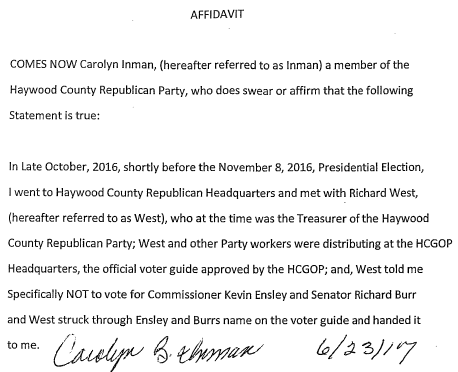 AFFIDAVIT
COMES NOW Carolyn Inman, (hereafter referred to as Inman) a member of the
Haywood County Republican Party, who does swear or affirm that the following
Statement is true:
In Late October, 2016, shortly before the November 8, 2016, Presidential Election,
I went to Haywood County Republican Headquarters and met with Richard West,
(hereafter referred to as West), who at the time was the Treasurer of the Haywood
County Republican Party; West and other Party workers were distributing at the HCGOP
Headquarters, the official voter guide approved by the HCGOP; and, West told me
Specifically NOT to vote for Commissioner Kevin Ensley and Senator Richard Burr
and West struck through Ensley and Burrs name on the voter guide and handed it
to me. Carolyn B. Inman 6/23/17